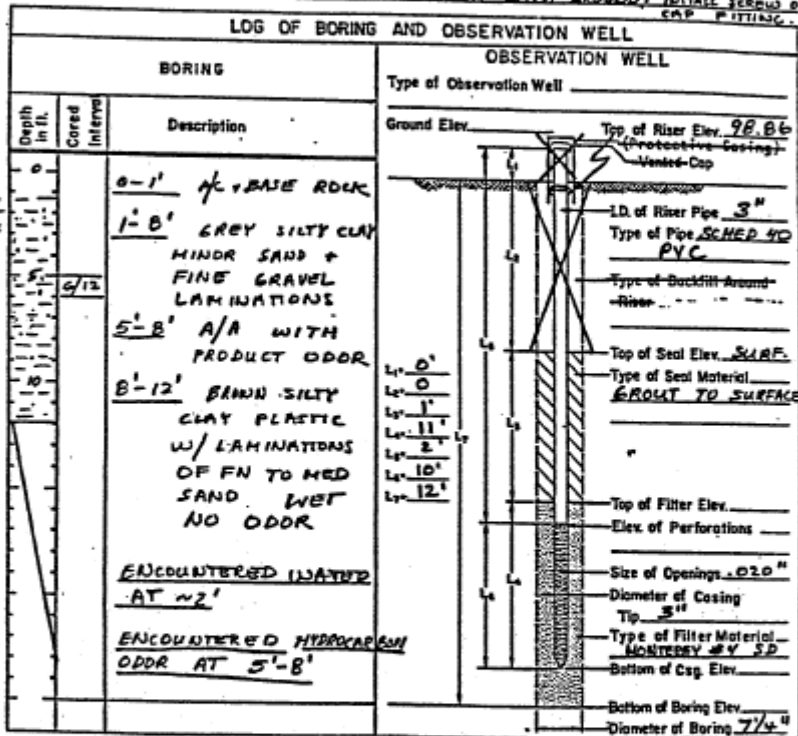 CAP FITTING.
LOG OF BORING AND OBSERVATION WELL
BORING
Depth in ft.
Cored Interval
Description
0
5
10
6/12
0-1' A/C + BASE ROCK
1'-8' GREY SILTY CLAY
MINOR SAND +
FINE GRAVEL
LAMINATIONS
5'-8' A/A WITH
PRODUCT ODOR
8'-12' BROWN SILTY
CLAY PLASTIC
W/ LAMINATIONS
OF FN TO MED
SAND WET
NO ODOR
ENCOUNTERED WATER
AT ~2'
ENCOUNTERED HYDROCARBON
ODOR AT 5'-8'
OBSERVATION WELL
Type of Observation Well
Ground Elev.
Top of Riser Elev. 98.86
(Protective Casing)
Vented Cap
I.D. of Riser Pipe 3"
Type of Pipe SCHED 40
PVC
Type of Backfill Around
Riser
Top of Seal Elev. SURF.
Type of Seal Material
GROUT TO SURFACE
Top of Filter Elev.
Elev. of Perforations
Size of Openings .020"
Diameter of Casing
Tip 3"
Type of Filter Material
MONTEREY #4 SD
Bottom of Csg. Elev.
Bottom of Boring Elev.
Diameter of Boring 7 1/4"
L₁= 0'
L₂= 0
L₃= 1'
L₄= 11'
L₅= 2'
L₆= 10'
L₇= 12'
L₁
L₂
L₃
L₄
L₇